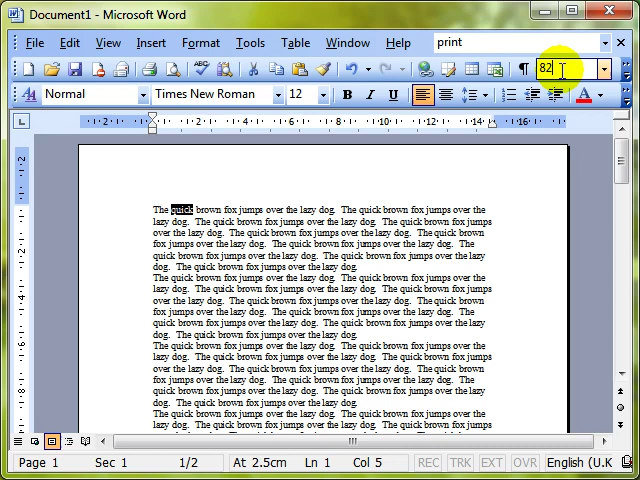 Document1 - Microsoft Word
File Edit View Insert Format Tools Table Window print
ABC ¶ 82
AA Normal Times New Roman 12 B I U A
L 2 2 4 6 8 10 12 14 16
The quick brown fox jumps over the lazy dog. The quick brown fox jumps over the
lazy dog. The quick brown fox jumps over the lazy dog. The quick brown fox jumps
over the lazy dog. The quick brown fox jumps over the lazy dog. The quick brown
fox jumps over the lazy dog. The quick brown fox jumps over the lazy dog. The
quick brown fox jumps over the lazy dog. The quick brown fox jumps over the lazy
dog. The quick brown fox jumps over the lazy dog.
The quick brown fox jumps over the lazy dog. The quick brown fox jumps over the
lazy dog. The quick brown fox jumps over the lazy dog. The quick brown fox jumps
over the lazy dog. The quick brown fox jumps over the lazy dog. The quick brown
fox jumps over the lazy dog. The quick brown fox jumps over the lazy dog. The
quick brown fox jumps over the lazy dog. The quick brown fox jumps over the lazy
dog. The quick brown fox jumps over the lazy dog.
The quick brown fox jumps over the lazy dog. The quick brown fox jumps over the
lazy dog. The quick brown fox jumps over the lazy dog. The quick brown fox jumps
over the lazy dog. The quick brown fox jumps over the lazy dog. The quick brown
fox jumps over the lazy dog. The quick brown fox jumps over the lazy dog. The
quick brown fox jumps over the lazy dog. The quick brown fox jumps over the lazy
dog. The quick brown fox jumps over the lazy dog.
The quick brown fox jumps over the lazy dog. The quick brown fox jumps over the
lazy dog. The quick brown fox jumps over the lazy dog. The quick brown fox jumps
Page 1 Sec 1 1/2 At 2.5cm Ln 1 Col 5 REC TRK EXT OVR English (U.K